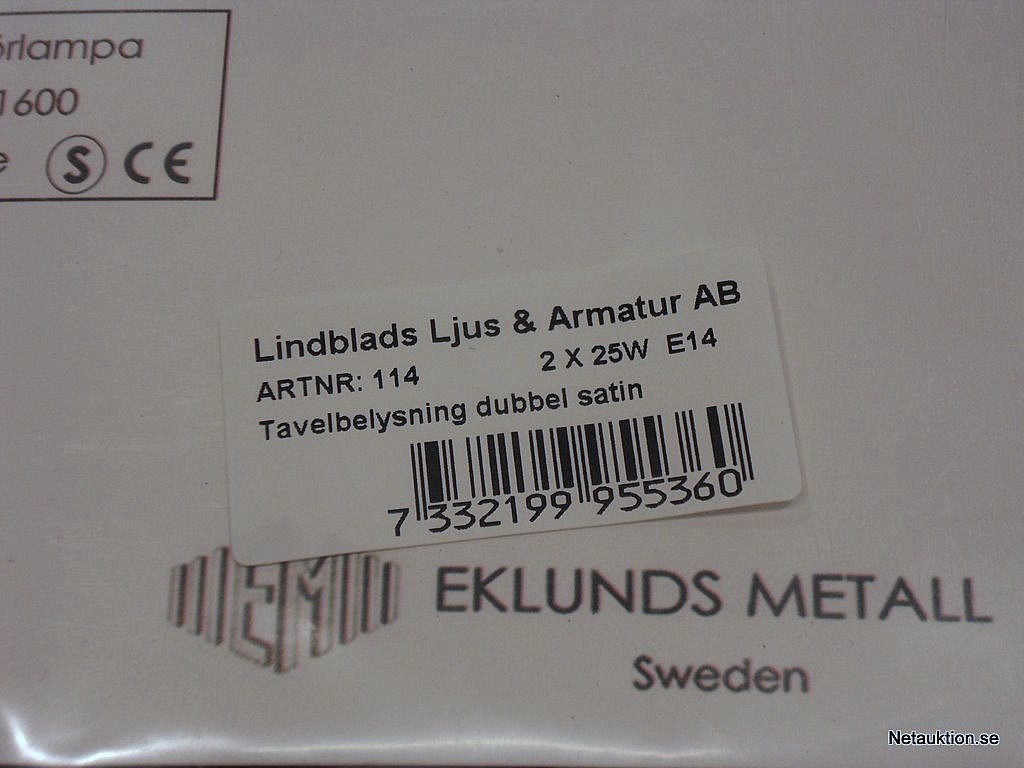 1600
S CE
Lindblads Ljus & Armatur AB
ARTNR: 114 2 X 25W E14
Tavelbelysning dubbel satin
7 332199 955360
EM
EKLUNDS METALL
Sweden
Netauktion.se